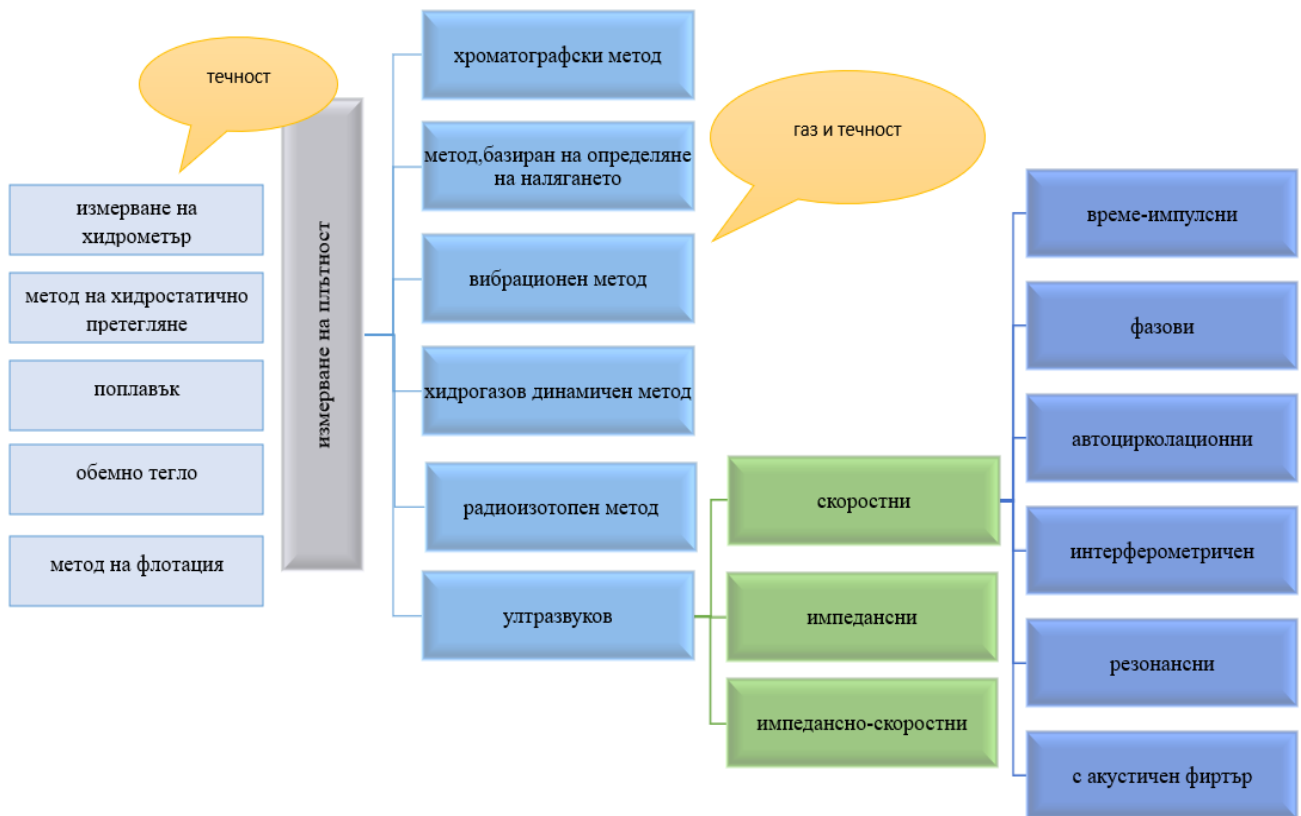 течност
измерване на
хидрометър
метод на хидростатично
претегляне
поплавък
обемно тегло
метод на флотация
измерване на плътност
хроматографски метод
метод,базиран на определяне
на налягането
вибрационен метод
хидрогазов динамичен метод
радиоизотопен метод
ултразвуков
газ и течност
скоростни
импедансни
импедансно-скоростни
време-импулсни
фазови
автоцирколационни
интерферометричен
резонансни
с акустичен фиртър